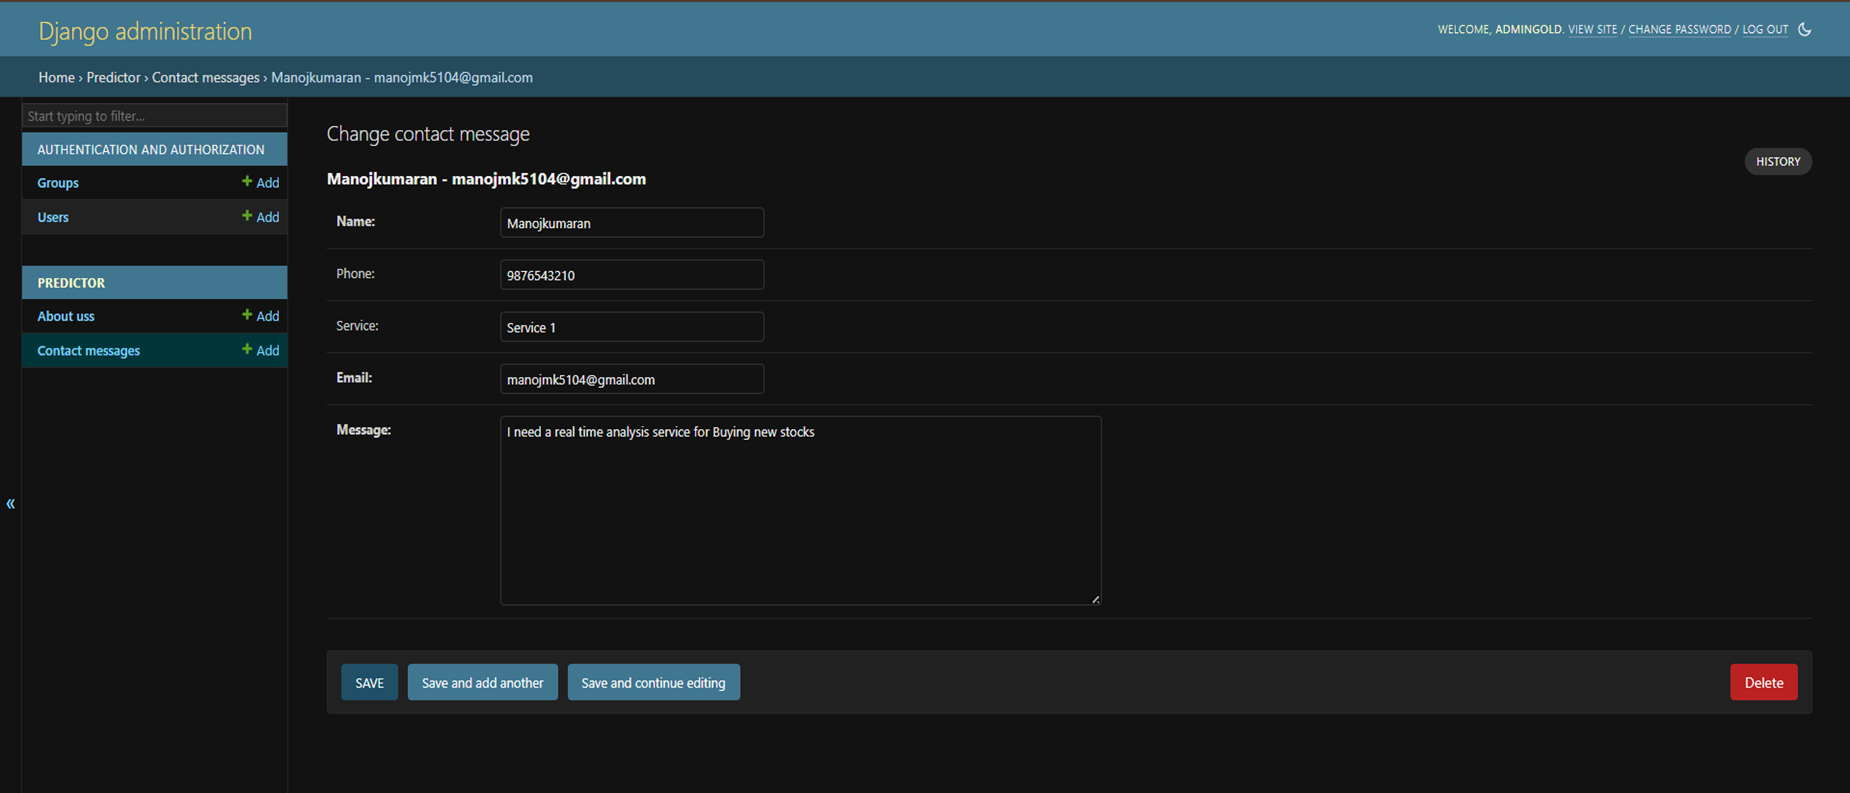 Django administration
WELCOME, ADMINGOLD. VIEW SITE / CHANGE PASSWORD / LOG OUT
Home › Predictor › Contact messages › Manojkumaran - manojmk5104@gmail.com
Start typing to filter...
AUTHENTICATION AND AUTHORIZATION
Groups + Add
Users + Add
PREDICTOR
About uss + Add
Contact messages + Add
«
Change contact message
HISTORY
Manojkumaran - manojmk5104@gmail.com
Name: Manojkumaran
Phone: 9876543210
Service: Service 1
Email: manojmk5104@gmail.com
Message: I need a real time analysis service for Buying new stocks
SAVE Save and add another Save and continue editing Delete